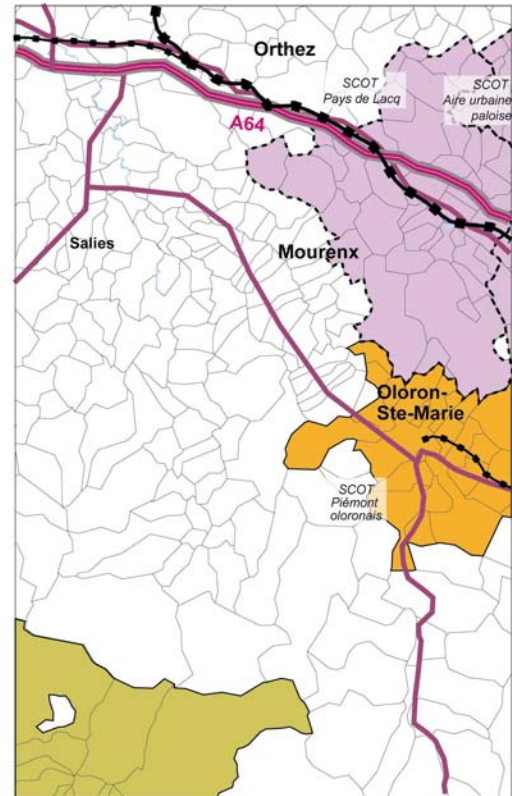 Orthez
SCOT
Pays de Lacq
SCOT
Aire urbaine
paloise
A64
Salies
Mourenx
Oloron-
Ste-Marie
SCOT
Piémont
oloronais